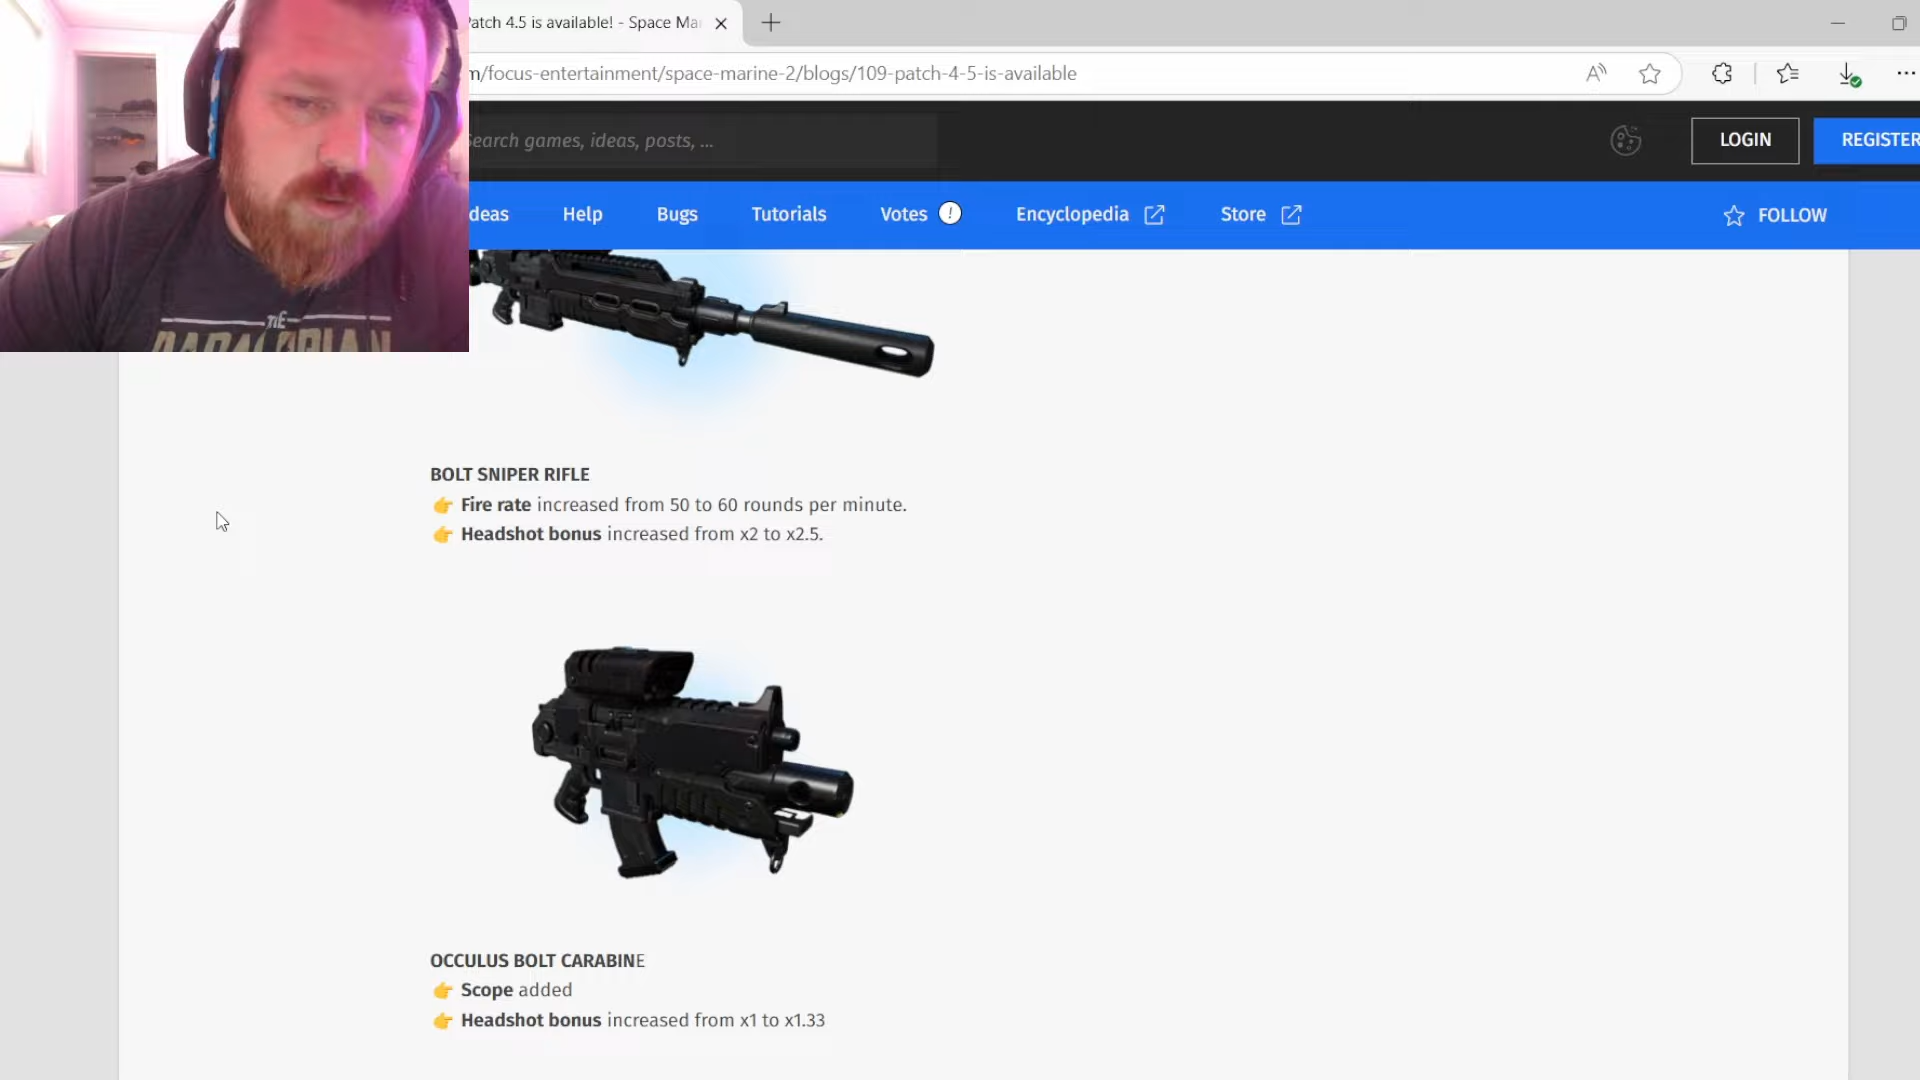 Patch 4.5 is available! - Space Ma
m/focus-entertainment/space-marine-2/blogs/109-patch-4-5-is-available
Search games, ideas, posts, ...
LOGIN
REGISTER
deas
Help
Bugs
Tutorials
Votes
Encyclopedia
Store
FOLLOW
THE
BOLT SNIPER RIFLE
👉 Fire rate increased from 50 to 60 rounds per minute.
👉 Headshot bonus increased from x2 to x2.5.
OCCULUS BOLT CARABINE
👉 Scope added
👉 Headshot bonus increased from x1 to x1.33